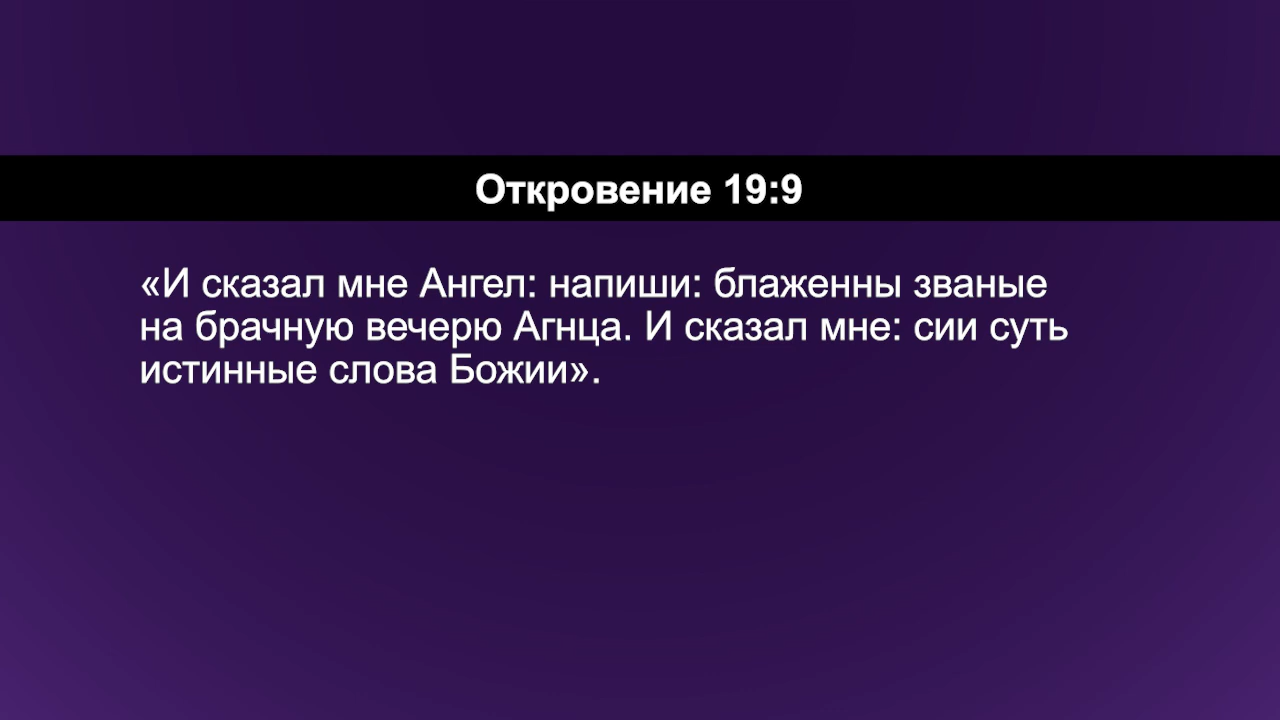 Откровение 19:9
«И сказал мне Ангел: напиши: блаженны званые
на брачную вечерю Агнца. И сказал мне: сии суть
истинные слова Божии».